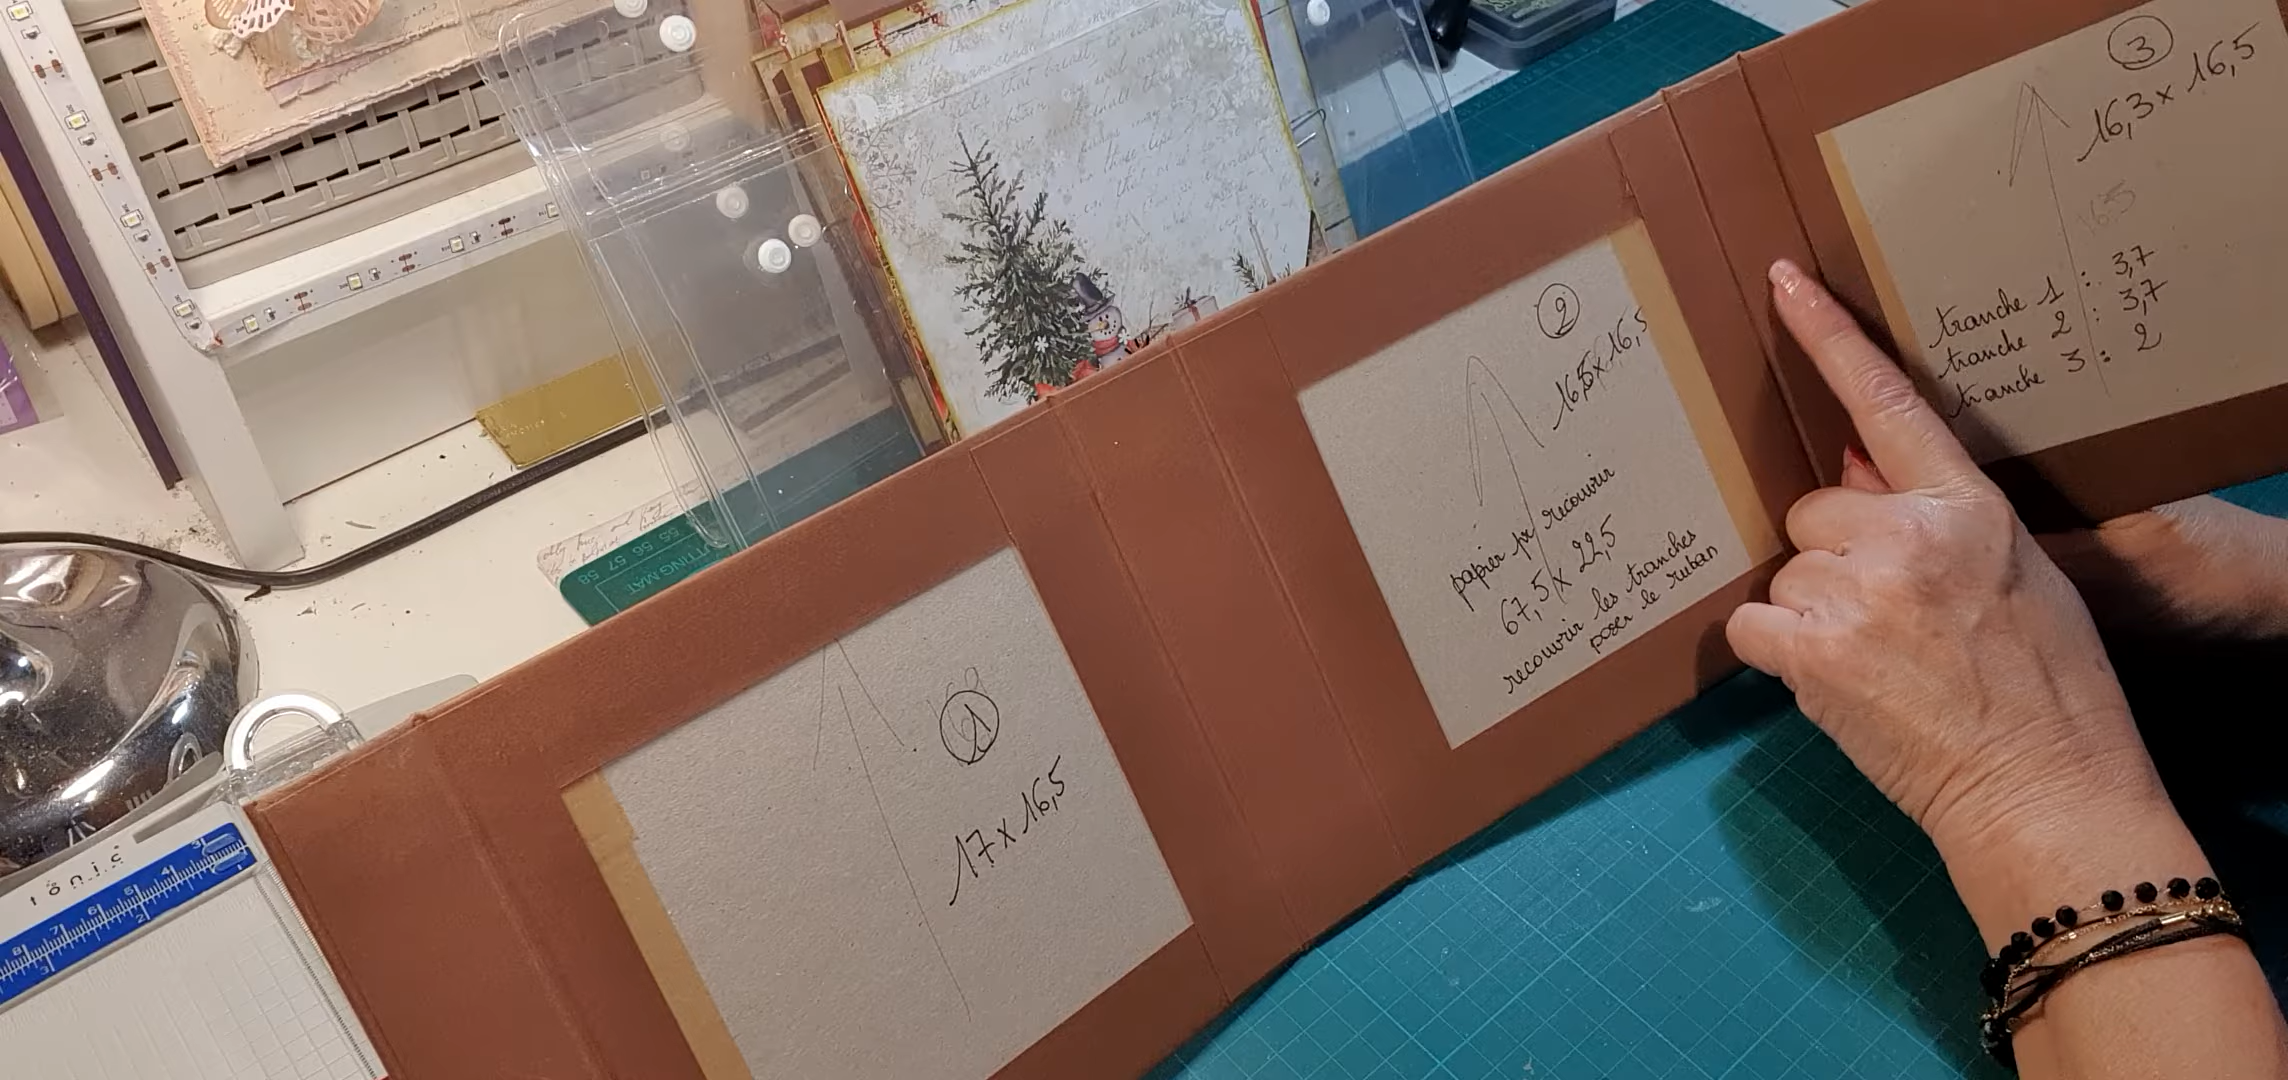 1
17 x 16,5
2
16,5 x 16,5
papier pr recouvrir
67,5 x 22,5
recouvrir les tranches
poser le ruban
3
16,3 x 16,5
16,5
tranche 1 : 3,7
tranche 2 : 3,7
tranche 3 : 2
tonic
CUTTING MAT
58 57 56 55